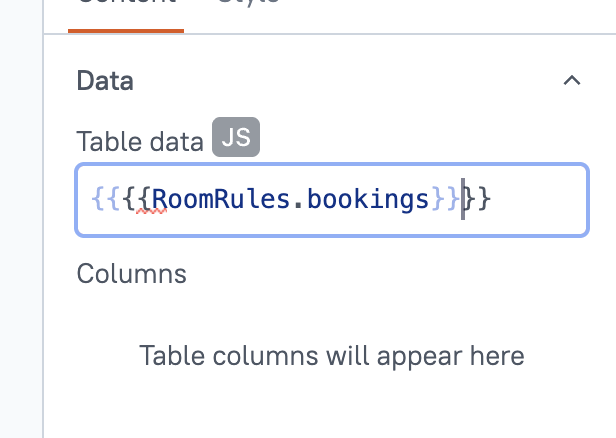 Content Style
Data
Table data JS
{{{{RoomRules.bookings}}}}
Columns
Table columns will appear here